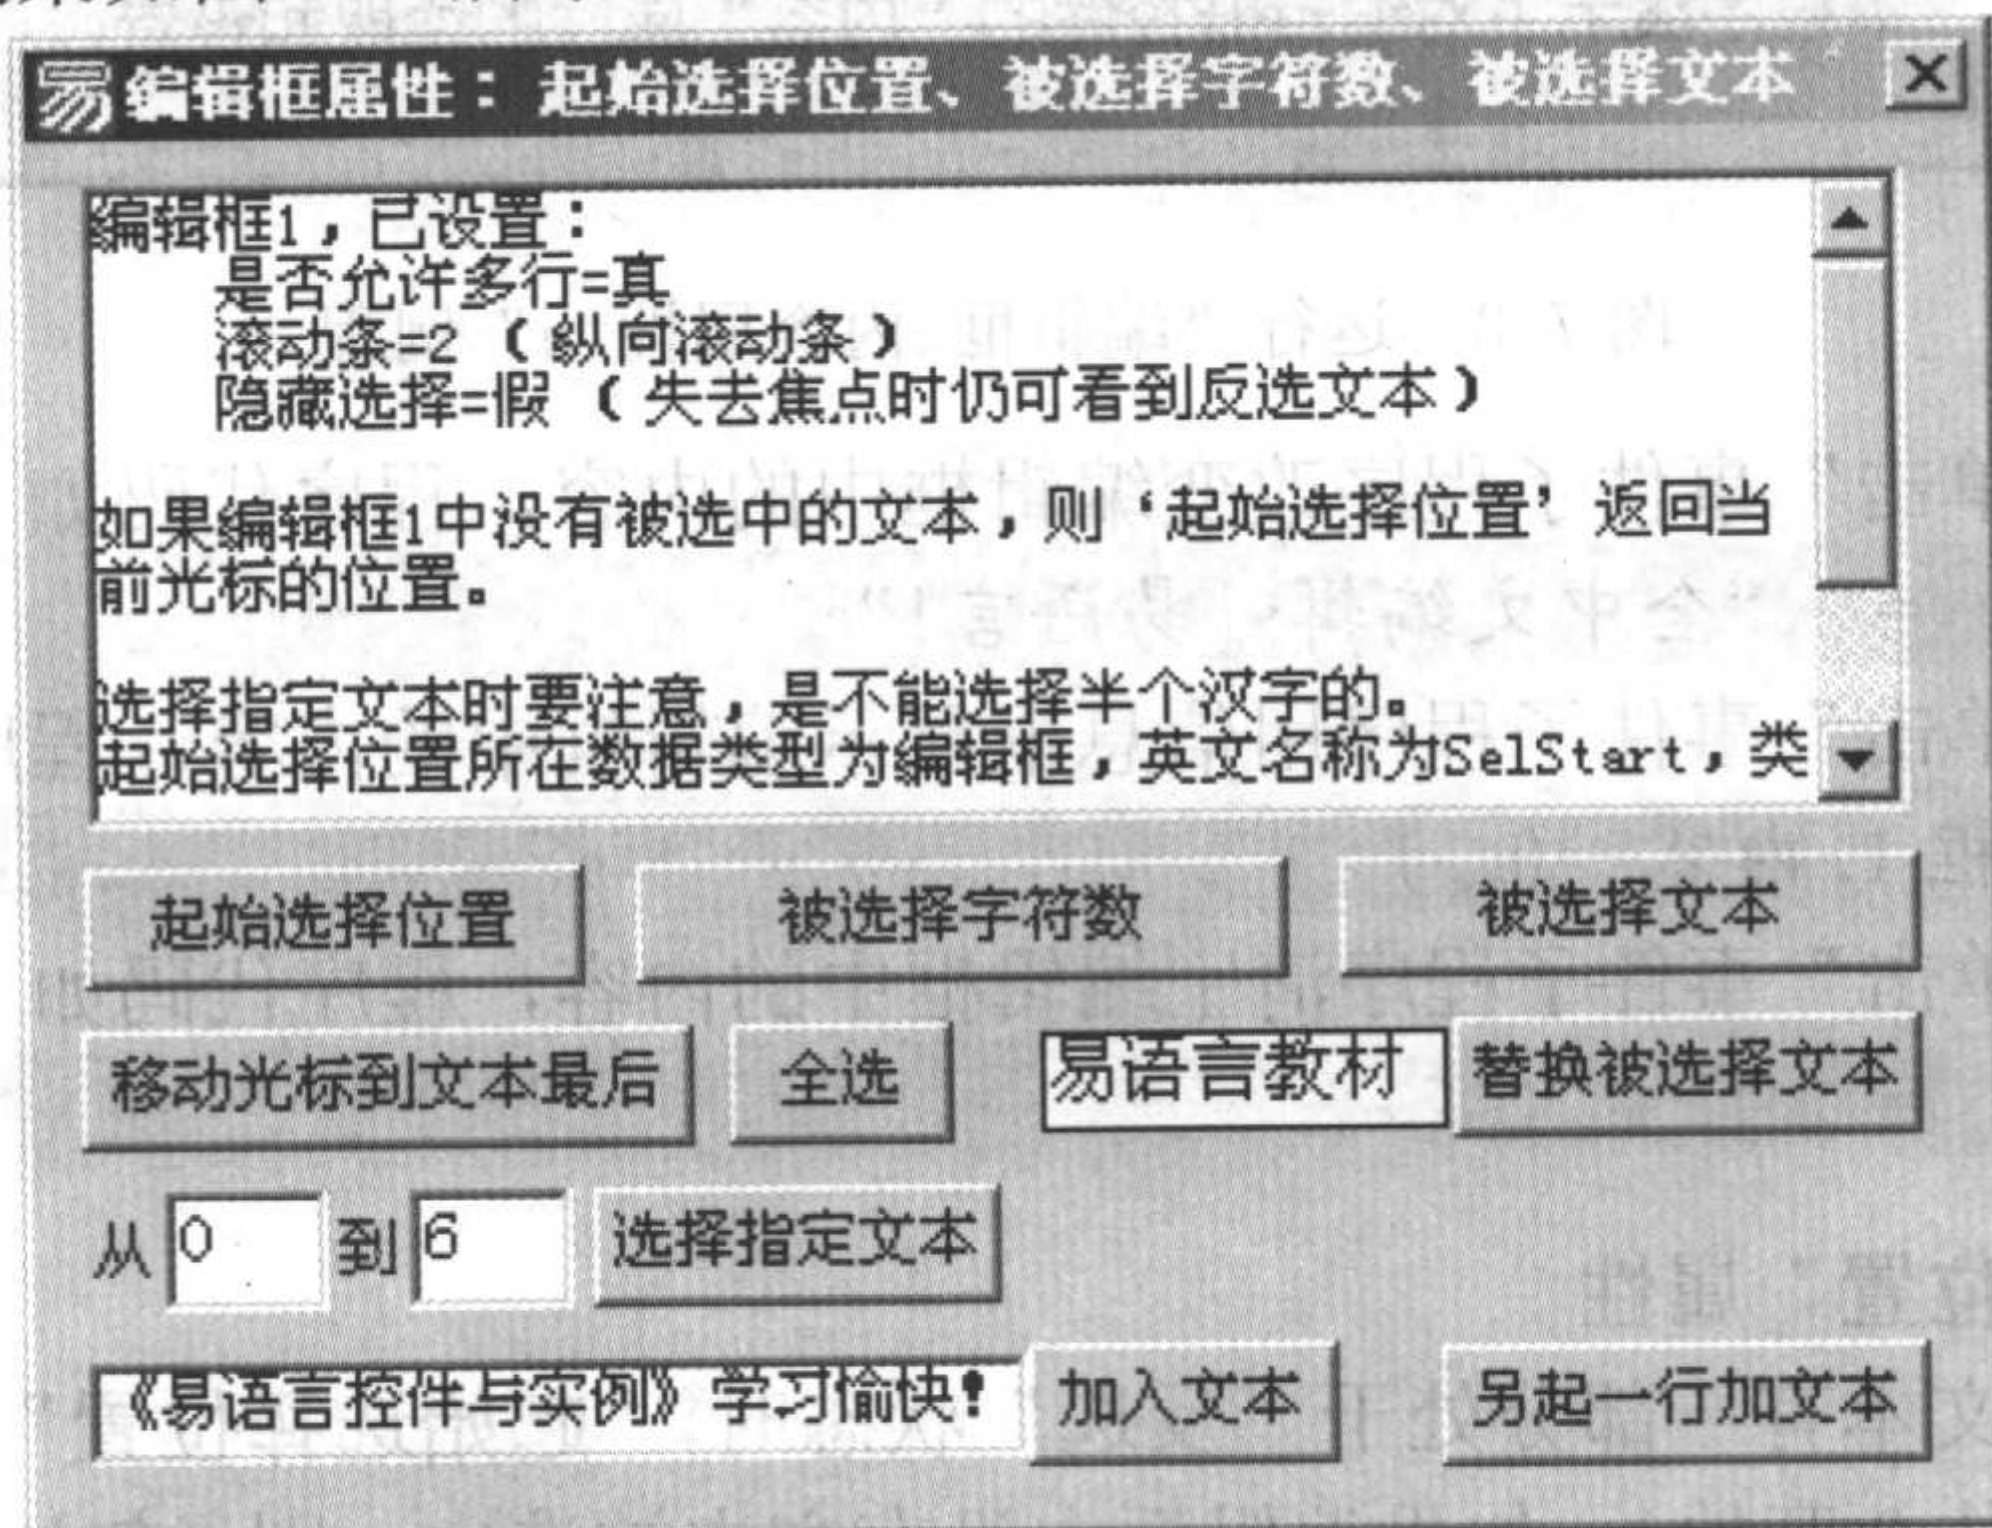 易 编辑框属性：起始选择位置、被选择字符数、被选择文本
编辑框1，已设置：
是否允许多行=真
滚动条=2 （纵向滚动条）
隐藏选择=假 （失去焦点时仍可看到反选文本）
如果编辑框1中没有被选中的文本，则‘起始选择位置’返回当
前光标的位置。
选择指定文本时要注意，是不能选择半个汉字的。
起始选择位置所在数据类型为编辑框，英文名称为SelStart，类
起始选择位置 被选择字符数 被选择文本
移动光标到文本最后 全选 易语言教材 替换被选择文本
从 0 到 6 选择指定文本
《易语言控件与实例》学习愉快！ 加入文本 另起一行加文本